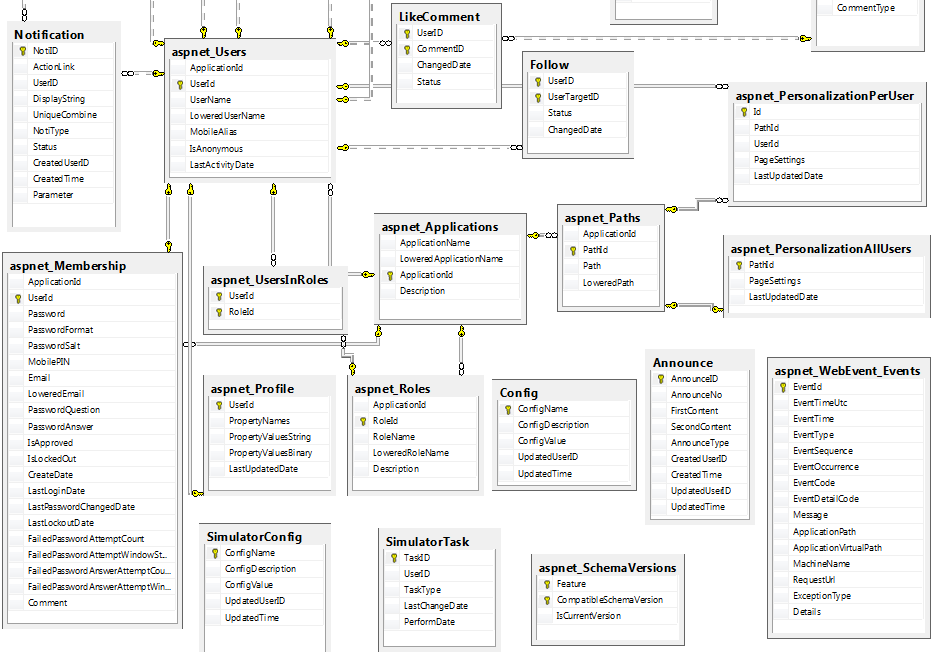 CommentType
Notification
NotiID
ActionLink
UserID
DisplayString
UniqueCombine
NotiType
Status
CreatedUserID
CreatedTime
Parameter
aspnet_Users
ApplicationId
UserId
UserName
LoweredUserName
MobileAlias
IsAnonymous
LastActivityDate
LikeComment
UserID
CommentID
ChangedDate
Status
Follow
UserID
UserTargetID
Status
ChangedDate
aspnet_PersonalizationPerUser
Id
PathId
UserId
PageSettings
LastUpdatedDate
aspnet_Membership
ApplicationId
UserId
Password
PasswordFormat
PasswordSalt
MobilePIN
Email
LoweredEmail
PasswordQuestion
PasswordAnswer
IsApproved
IsLockedOut
CreateDate
LastLoginDate
LastPasswordChangedDate
LastLockoutDate
FailedPasswordAttemptCount
FailedPasswordAttemptWindowSt...
FailedPasswordAnswerAttemptCou...
FailedPasswordAnswerAttemptWin...
Comment
aspnet_UsersInRoles
UserId
RoleId
aspnet_Applications
ApplicationName
LoweredApplicationName
ApplicationId
Description
aspnet_Paths
ApplicationId
PathId
Path
LoweredPath
aspnet_PersonalizationAllUsers
PathId
PageSettings
LastUpdatedDate
aspnet_Profile
UserId
PropertyNames
PropertyValuesString
PropertyValuesBinary
LastUpdatedDate
aspnet_Roles
ApplicationId
RoleId
RoleName
LoweredRoleName
Description
Config
ConfigName
ConfigDescription
ConfigValue
UpdatedUserID
UpdatedTime
Announce
AnnounceID
AnnounceNo
FirstContent
SecondContent
AnnounceType
CreatedUserID
CreatedTime
UpdatedUserID
UpdatedTime
aspnet_WebEvent_Events
EventId
EventTimeUtc
EventTime
EventType
EventSequence
EventOccurrence
EventCode
EventDetailCode
Message
ApplicationPath
ApplicationVirtualPath
MachineName
RequestUrl
ExceptionType
Details
SimulatorConfig
ConfigName
ConfigDescription
ConfigValue
UpdatedUserID
UpdatedTime
SimulatorTask
TaskID
UserID
TaskType
LastChangeDate
PerformDate
aspnet_SchemaVersions
Feature
CompatibleSchemaVersion
IsCurrentVersion